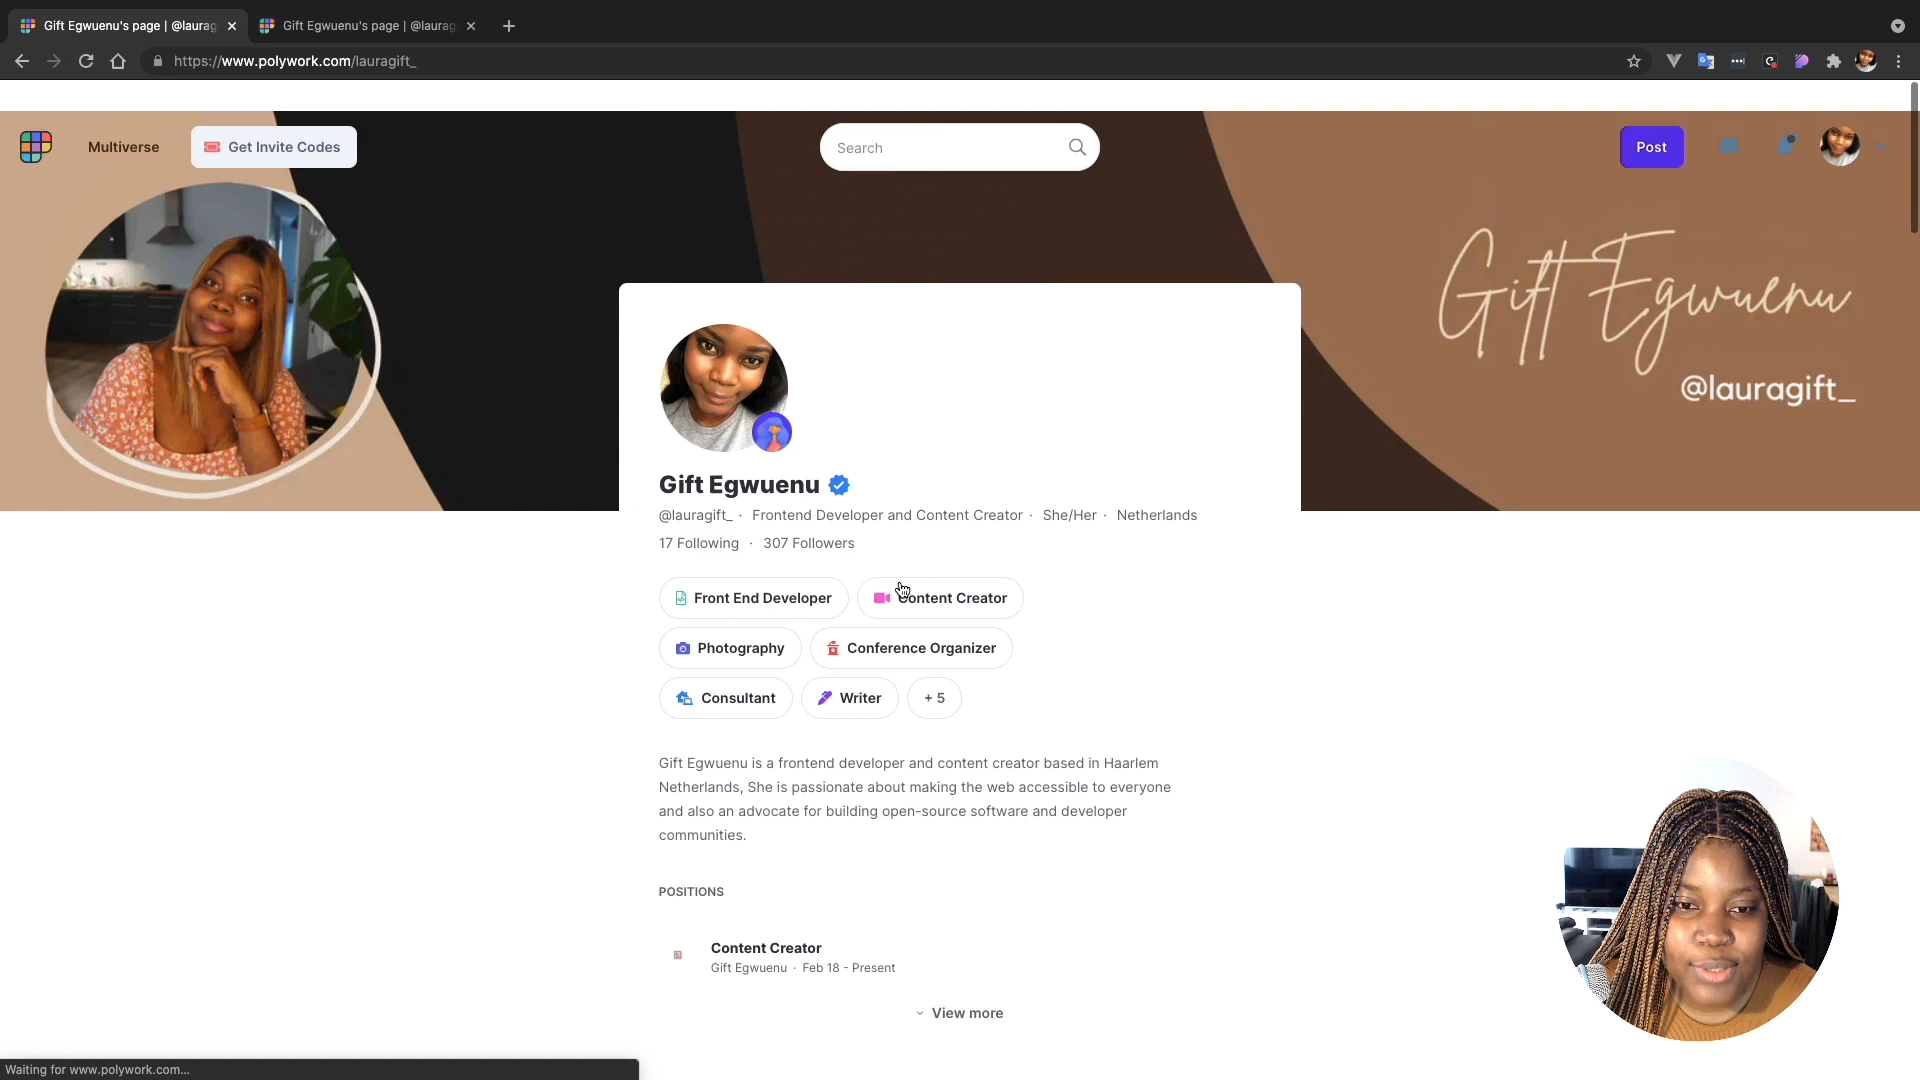 Gift Egwuenu's page | @laurag
Gift Egwuenu's page | @laurag
https://www.polywork.com/lauragift_
Multiverse
Get Invite Codes
Search
Post
Gift Egwuenu
@lauragift_
Gift Egwuenu
@lauragift_ · Frontend Developer and Content Creator · She/Her · Netherlands
17 Following · 307 Followers
Front End Developer
Content Creator
Photography
Conference Organizer
Consultant
Writer
+ 5
Gift Egwuenu is a frontend developer and content creator based in Haarlem
Netherlands, She is passionate about making the web accessible to everyone
and also an advocate for building open-source software and developer
communities.
POSITIONS
Content Creator
Gift Egwuenu · Feb 18 - Present
View more
Waiting for www.polywork.com...